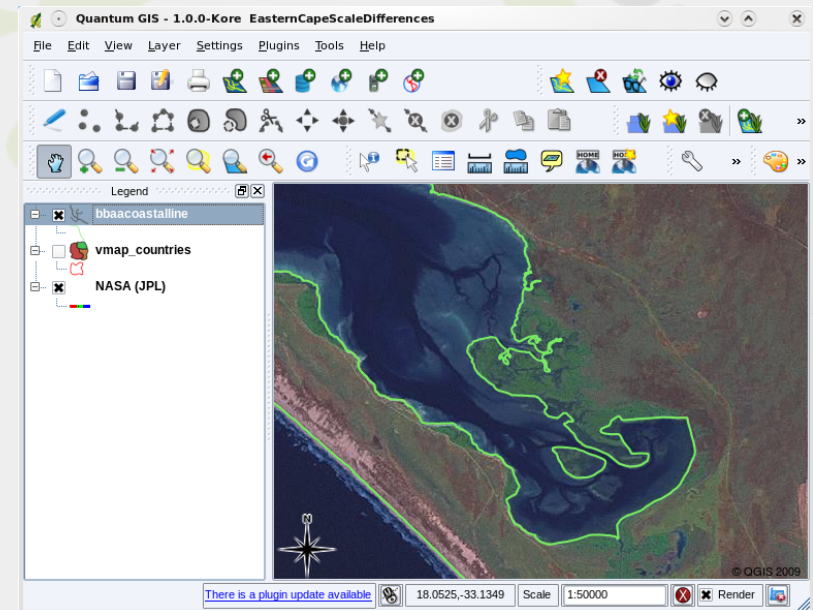 Quantum GIS - 1.0.0-Kore EasternCapeScaleDifferences
File Edit View Layer Settings Plugins Tools Help
HOME
Legend
bbaacoastalline
vmap_countries
NASA (JPL)
N
© QGIS 2009
There is a plugin update available
18.0525,-33.1349
Scale
1:50000
Render